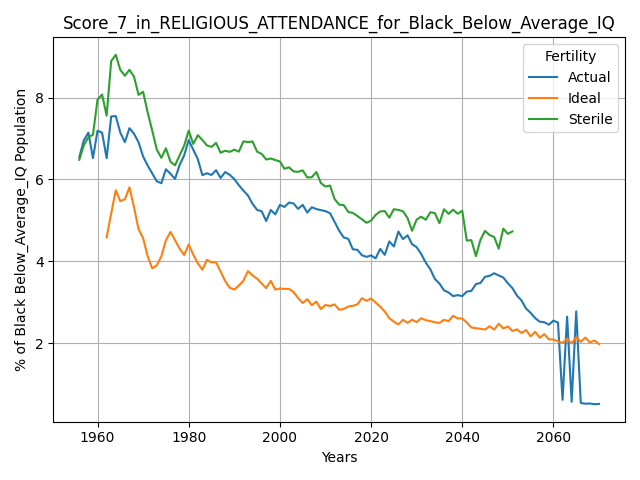 Score_7_in_RELIGIOUS_ATTENDANCE_for_Black_Below_Average_IQ
% of Black Below_Average_IQ Population
8
6
4
2
Fertility
Actual
Ideal
Sterile
1960
1980
2000
2020
2040
2060
Years